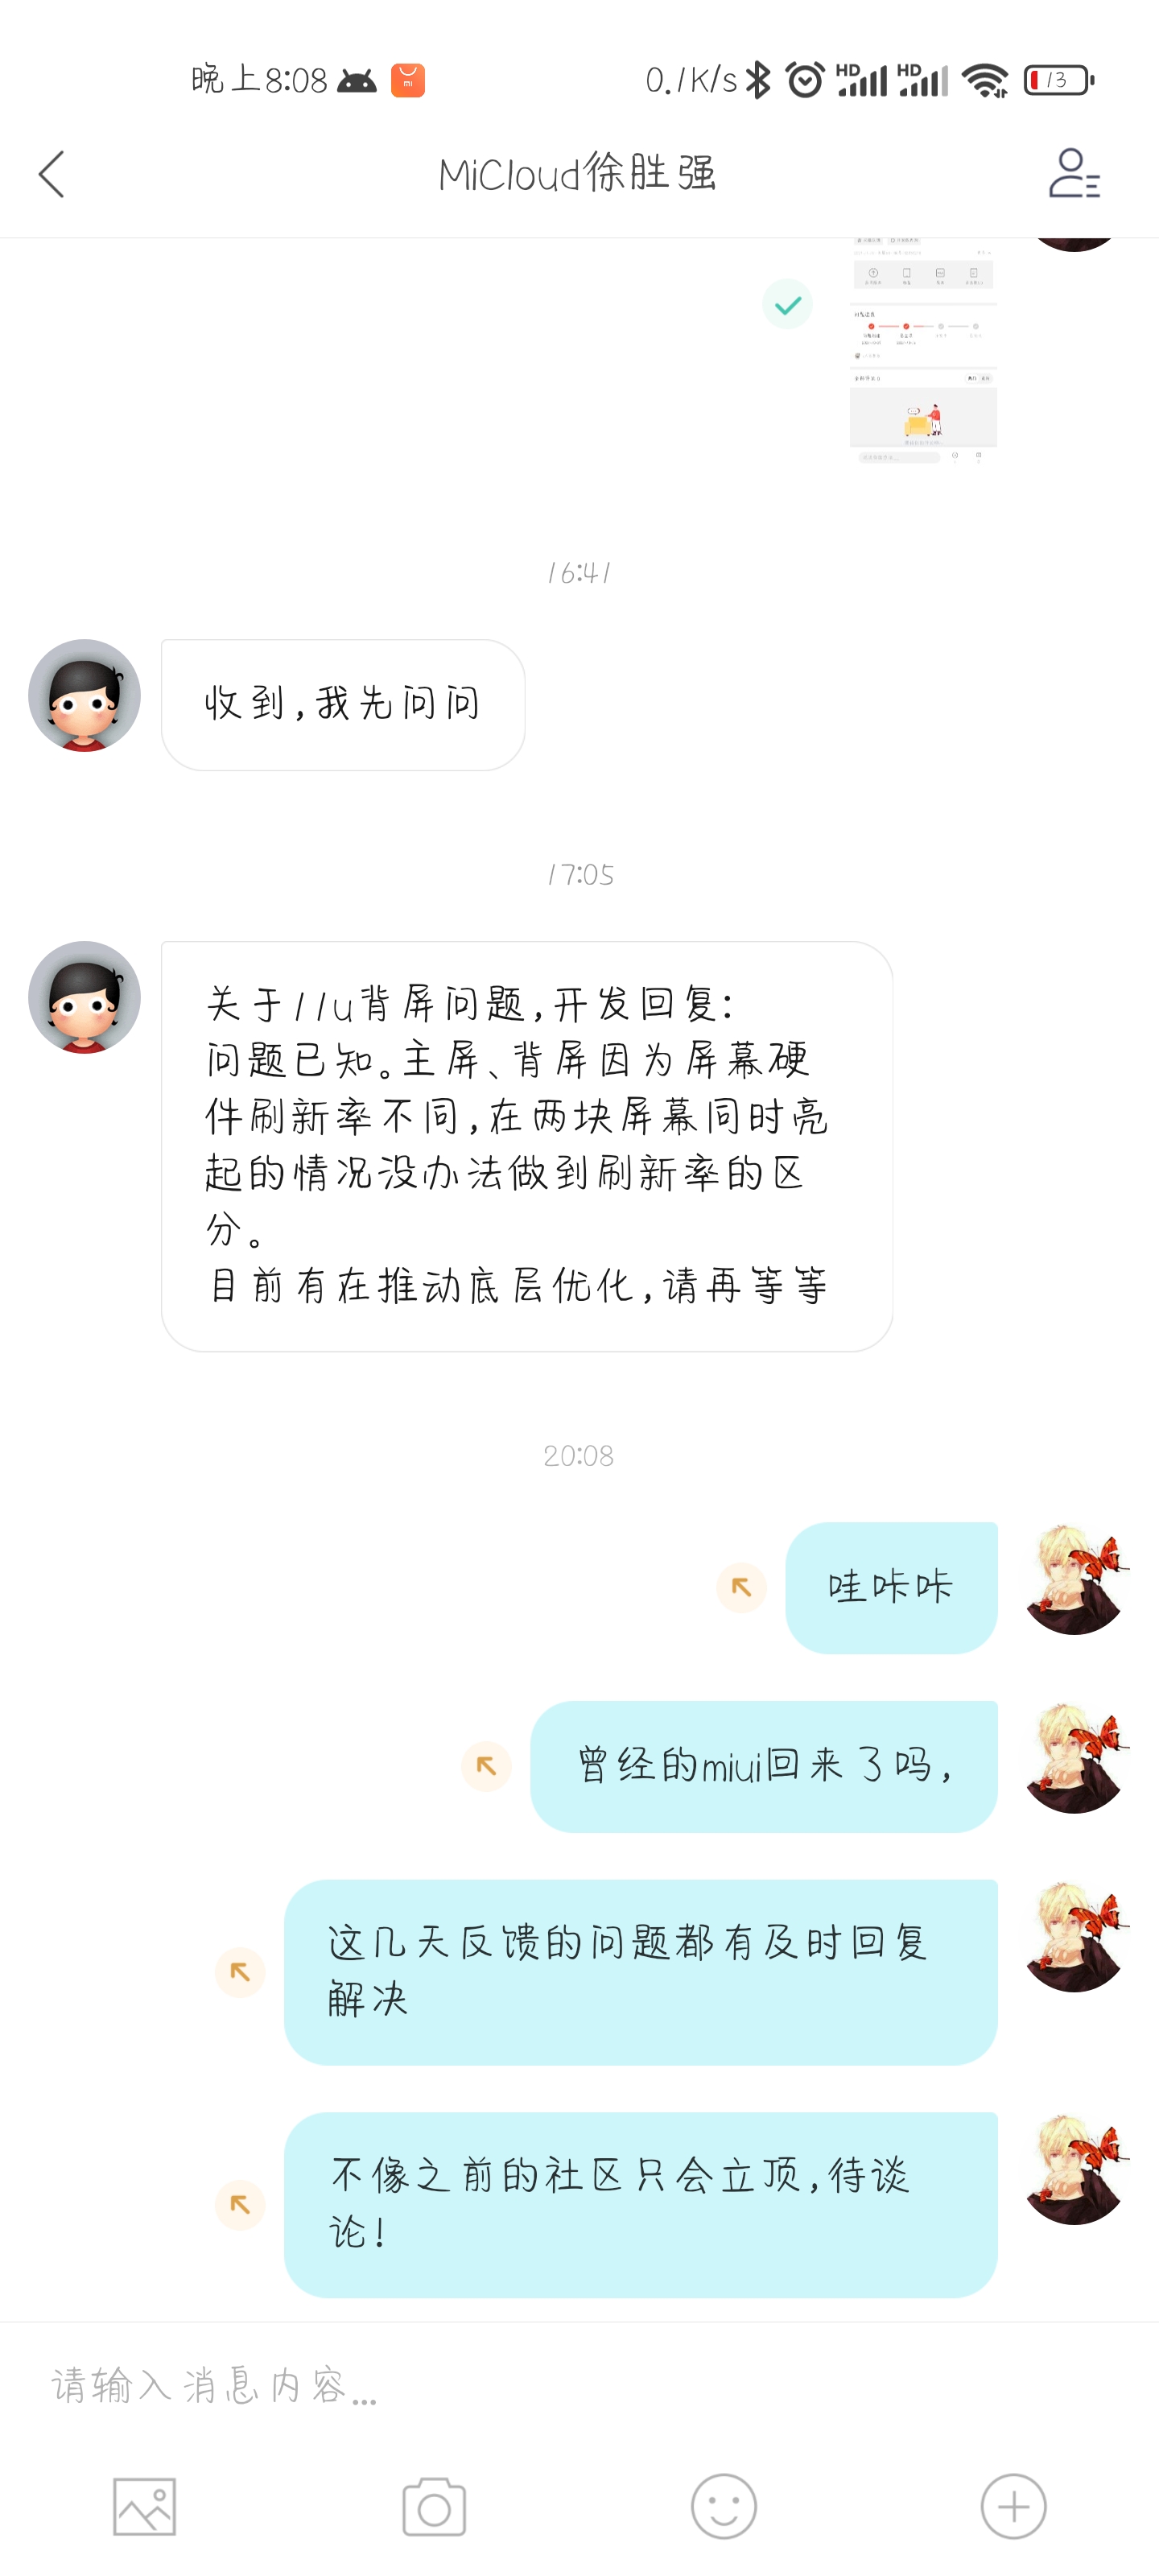 晚上8:08
mi
0.1K/s
HD
HD
13
MiCloud徐胜强
16:41
收到,我先问问
17:05
关于11u背屏问题,开发回复:
问题已知。主屏、背屏因为屏幕硬
件刷新率不同,在两块屏幕同时亮
起的情况没办法做到刷新率的区
分。
目前有在推动底层优化,请再等等
20:08
哇咔咔
曾经的miui回来了吗,
这几天反馈的问题都有及时回复
解决
不像之前的社区只会立顶,待谈
论!
请输入消息内容...